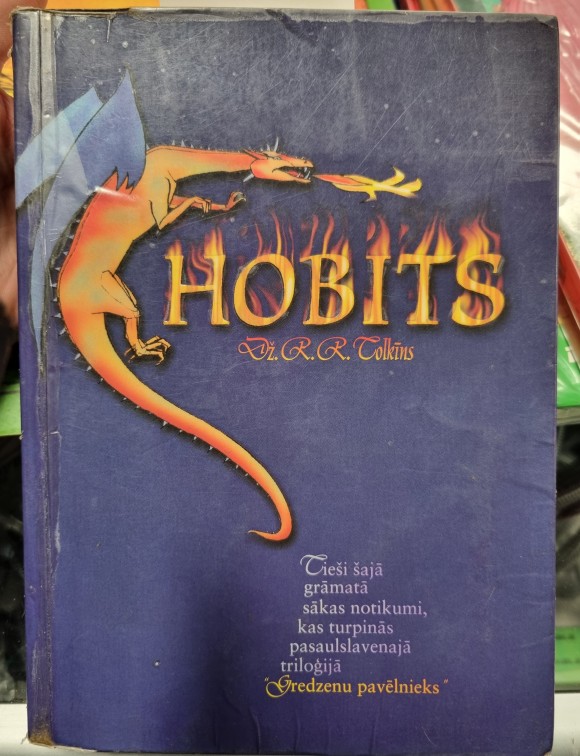 HOBITS
Dž. R. R. Tolkīns
Tieši šajā
grāmatā
sākas notikumi,
kas turpinās
pasaulslavenajā
triloģijā
"Gredzenu pavēlnieks"